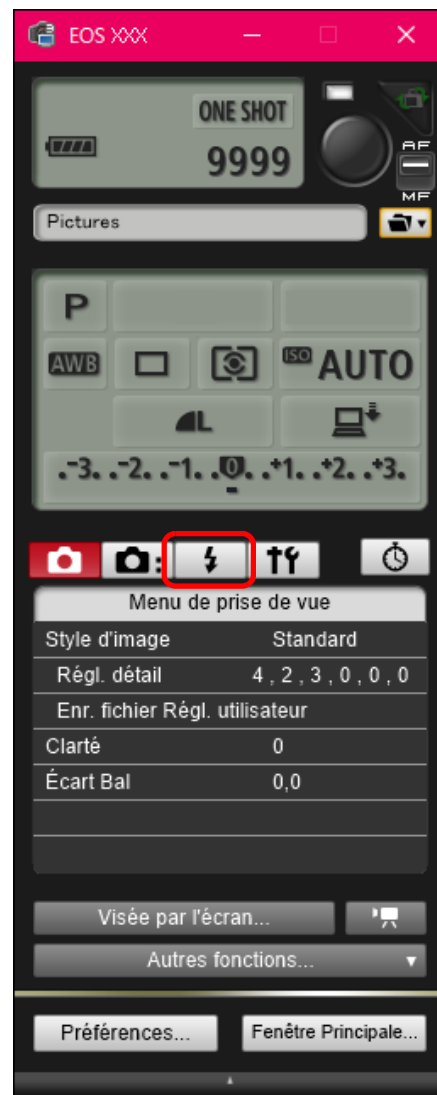 EOS XXX
ONE SHOT
9999
AF
MF
Pictures
P
AWB ISO AUTO
L
.-3. .-2. .-1. .0. .+1. .+2. .+3.
Menu de prise de vue
Style d'image Standard
Régl. détail 4 , 2 , 3 , 0 , 0 , 0
Enr. fichier Régl. utilisateur
Clarté 0
Écart Bal 0,0
Visée par l'écran...
Autres fonctions...
Préférences... Fenêtre Principale...